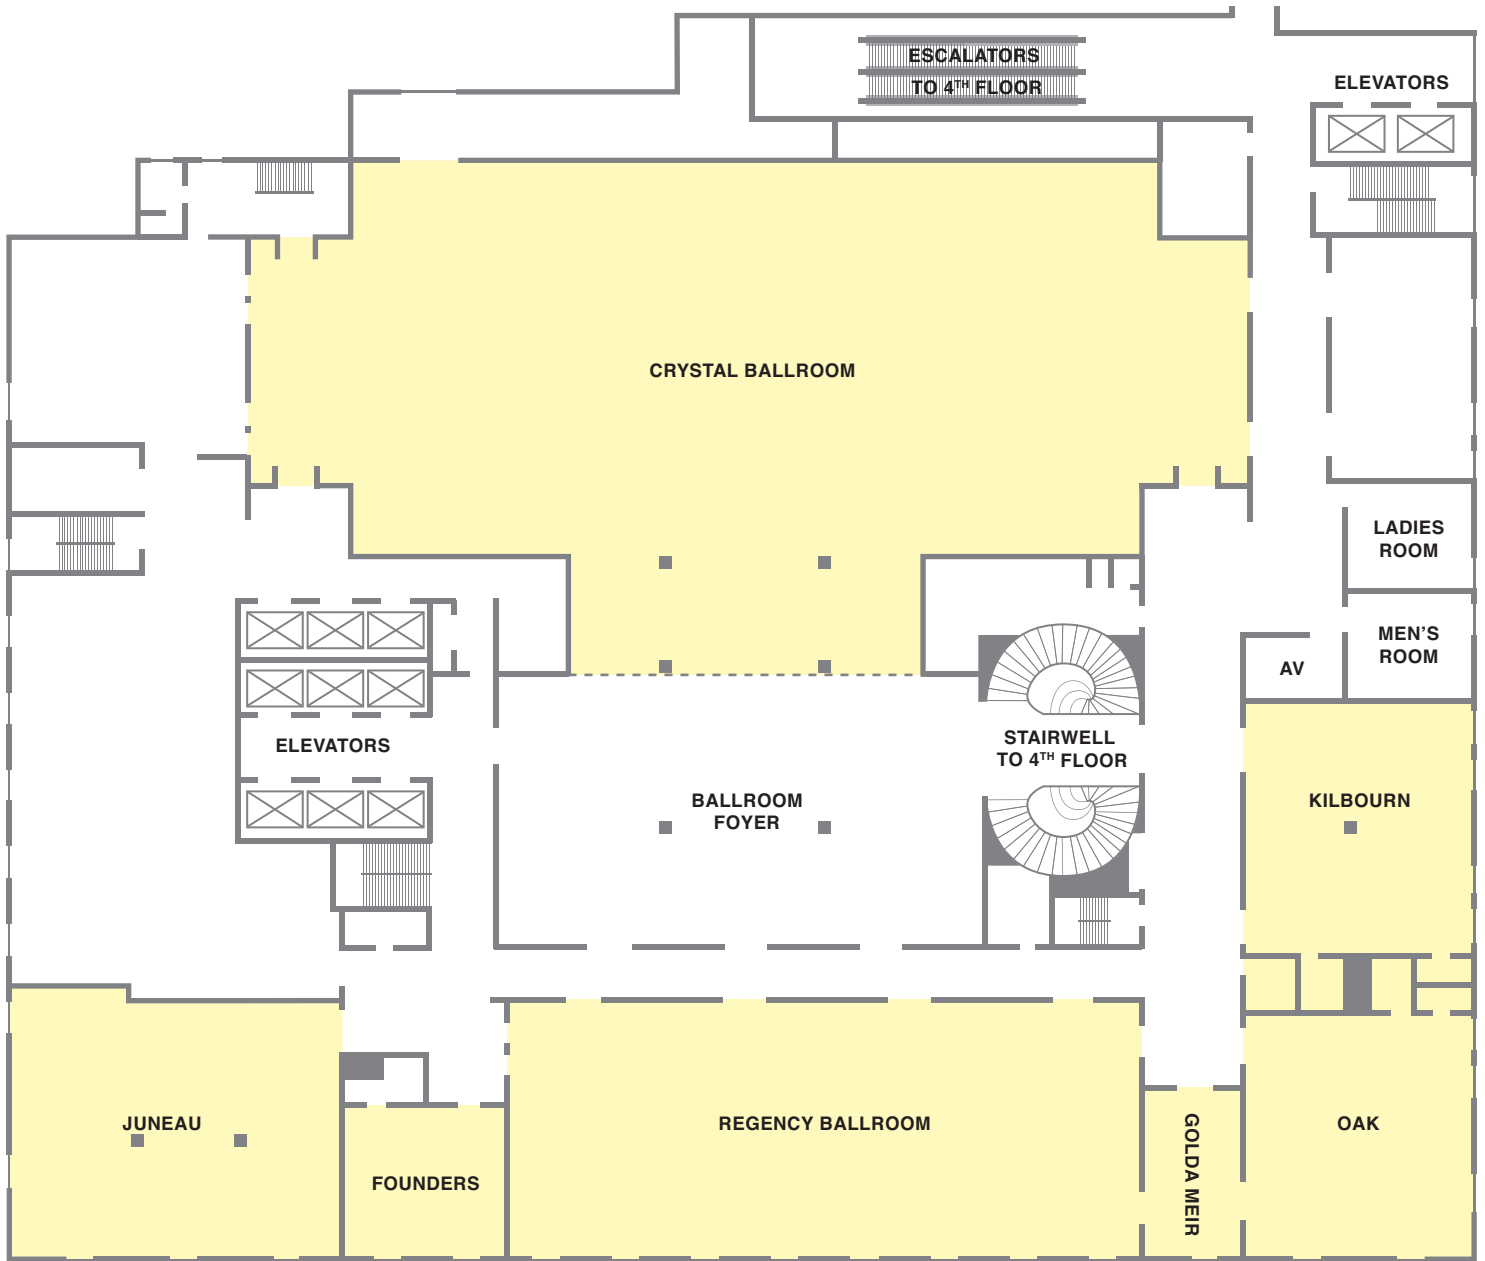 ESCALATORS
TO 4TH FLOOR
ELEVATORS
CRYSTAL BALLROOM
LADIES
ROOM
MEN'S
ROOM
AV
ELEVATORS
STAIRWELL
TO 4TH FLOOR
BALLROOM
FOYER
KILBOURN
JUNEAU
FOUNDERS
REGENCY BALLROOM
GOLDA MEIR
OAK